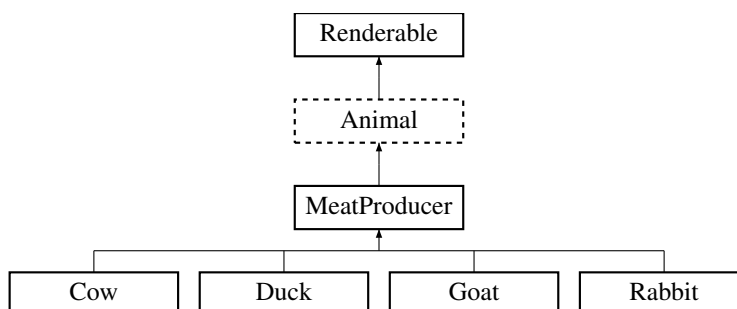 Renderable
Animal
MeatProducer
Cow Duck Goat Rabbit